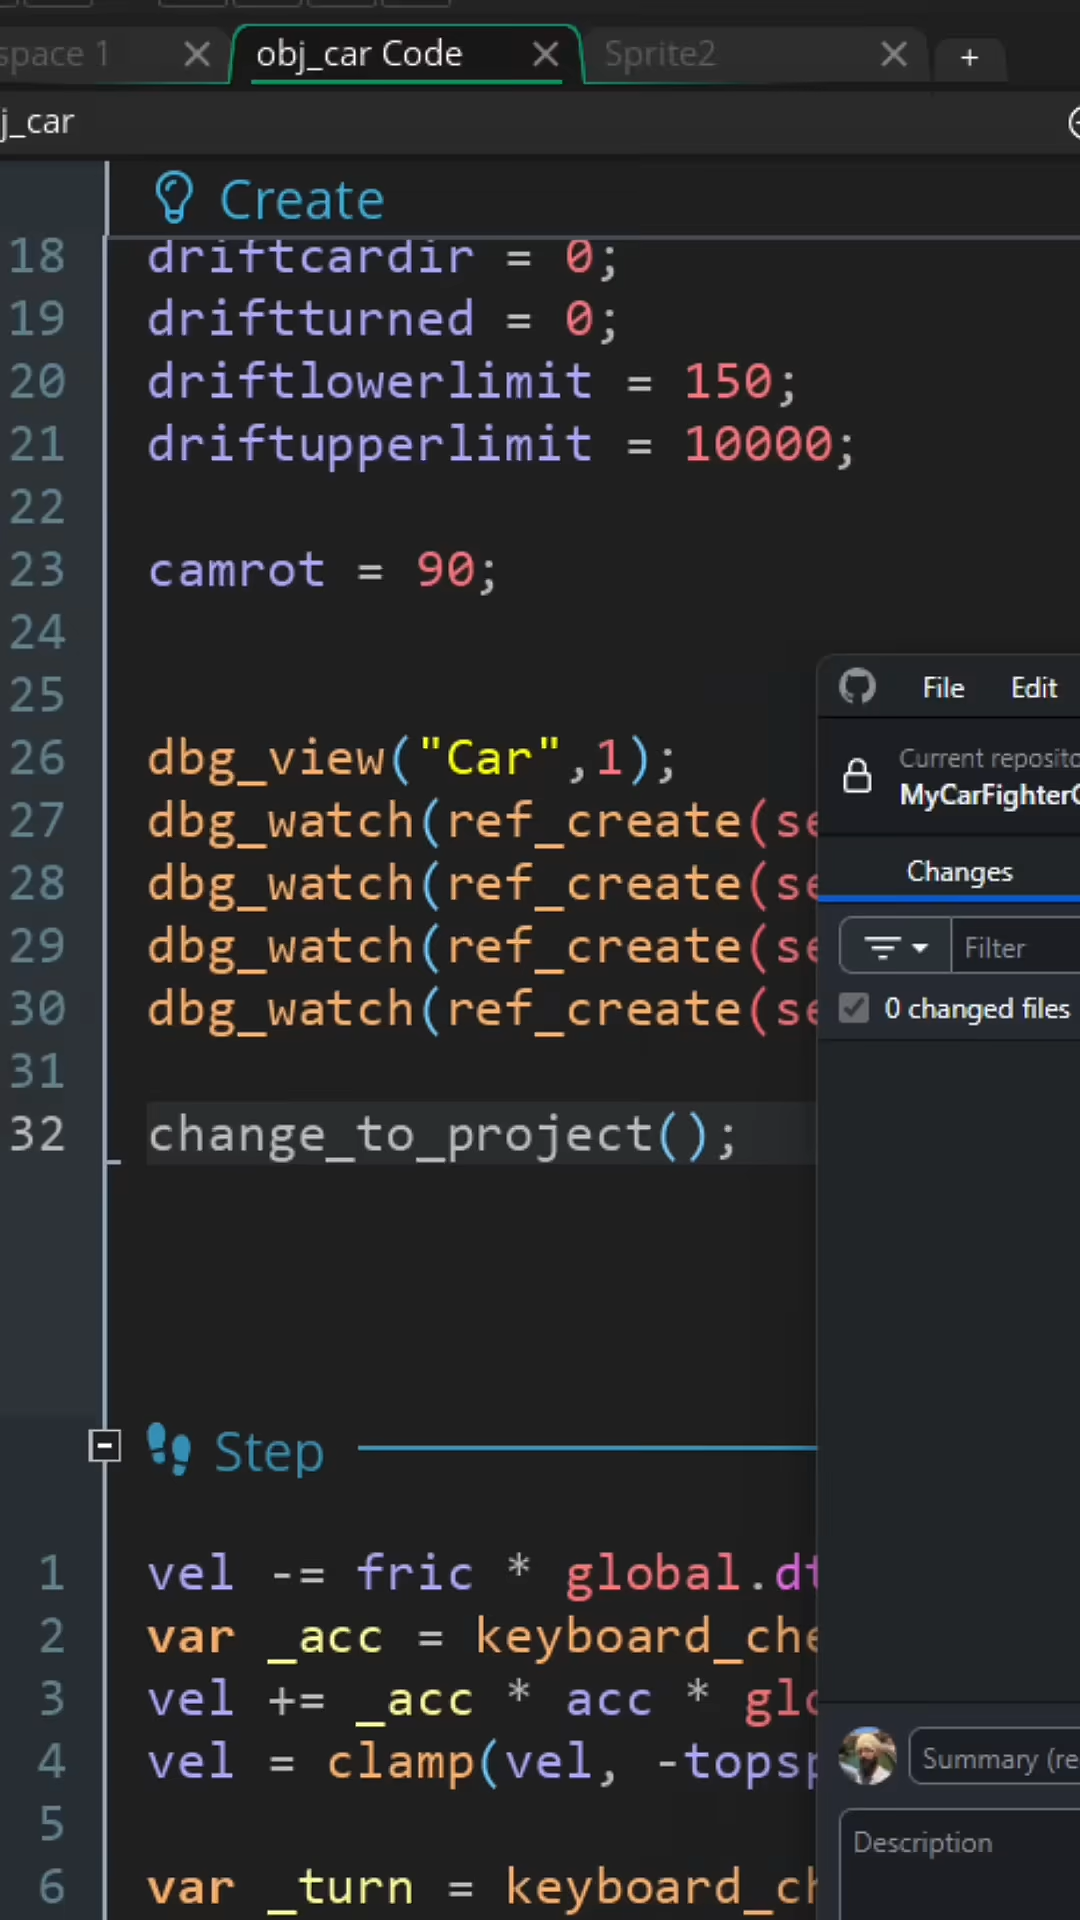 space 1
obj_car Code
Sprite2
+
j_car
Create
18 driftcardir = 0;
19 driftturned = 0;
20 driftlowerlimit = 150;
21 driftupperlimit = 10000;
22
23 camrot = 90;
24
25
26 dbg_view("Car",1);
27 dbg_watch(ref_create(se
28 dbg_watch(ref_create(se
29 dbg_watch(ref_create(se
30 dbg_watch(ref_create(se
31
32 change_to_project();
Step
1 vel -= fric * global.dt
2 var _acc = keyboard_che
3 vel += _acc * acc * glo
4 vel = clamp(vel, -topsp
5
6 var _turn = keyboard_ch
File Edit
Current reposito
MyCarFighterG
Changes
Filter
0 changed files
Summary (re
Description